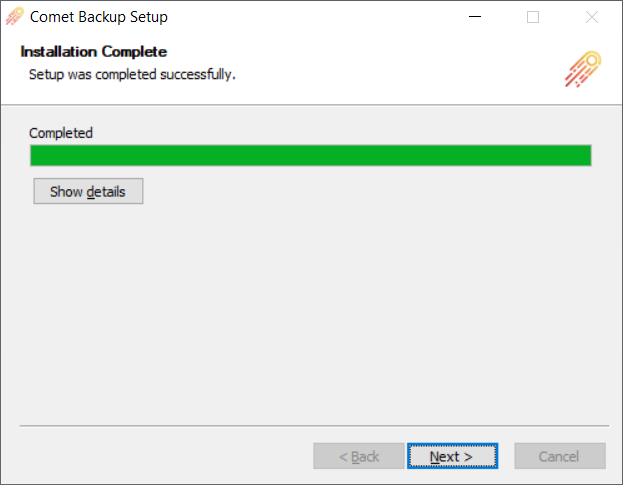 Comet Backup Setup
Installation Complete
Setup was completed successfully.
Completed
Show details
< Back
Next >
Cancel